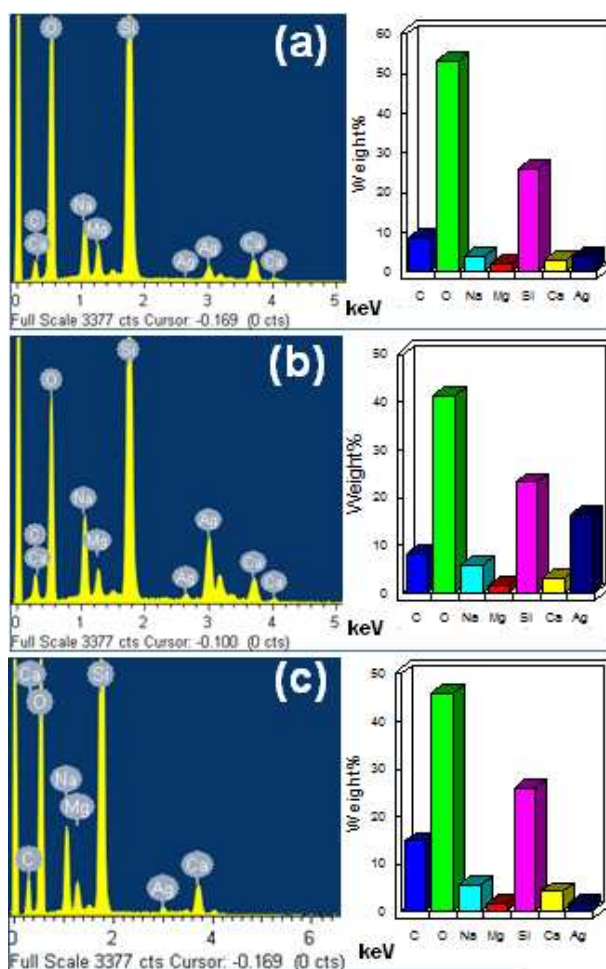 (a)
O Si
Na
C Mg
Ca Ag Ag Ca Ca
0 1 2 3 4 5
keV
Full Scale 3377 cts Cursor: -0.169 (0 cts)
Weight%
60
50
40
30
20
10
0
C O Na Mg Si Ca Ag
(b)
O Si
Na Ag
C Mg
Ca Ag Ca Ca
0 1 2 3 4 5
keV
Full Scale 3377 cts Cursor: -0.100 (0 cts)
Weight%
50
40
30
20
10
0
C O Na Mg Si Ca Ag
(c)
Ca Si
O
Na
Mg
C Ag Ca
0 2 4 6
keV
Full Scale 3377 cts Cursor: -0.169 (0 cts)
Weight%
50
40
30
20
10
0
C O Na Mg Si Ca Ag